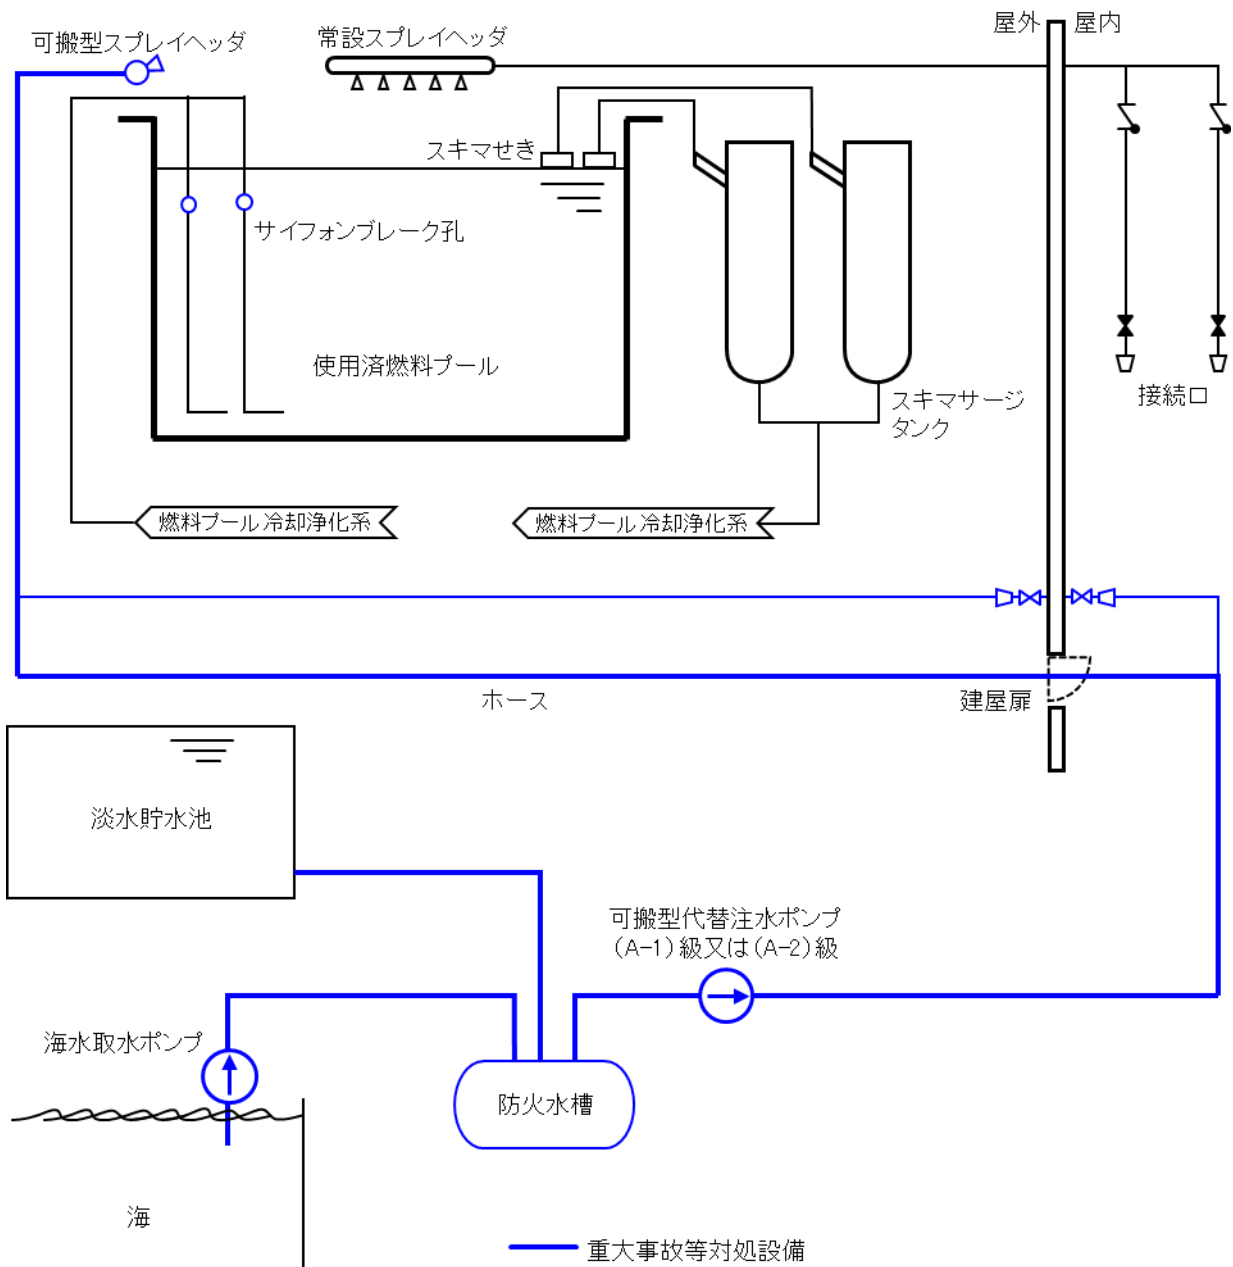 屋外
屋内
可搬型スプレイヘッダ
常設スプレイヘッダ
スキマせき
サイフォンブレーク孔
使用済燃料プール
接続口
スキマサージ
タンク
燃料プール冷却浄化系
燃料プール冷却浄化系
ホース
建屋扉
淡水貯水池
可搬型代替注水ポンプ
(A-1)級又は(A-2)級
海水取水ポンプ
防火水槽
海
重大事故等対処設備